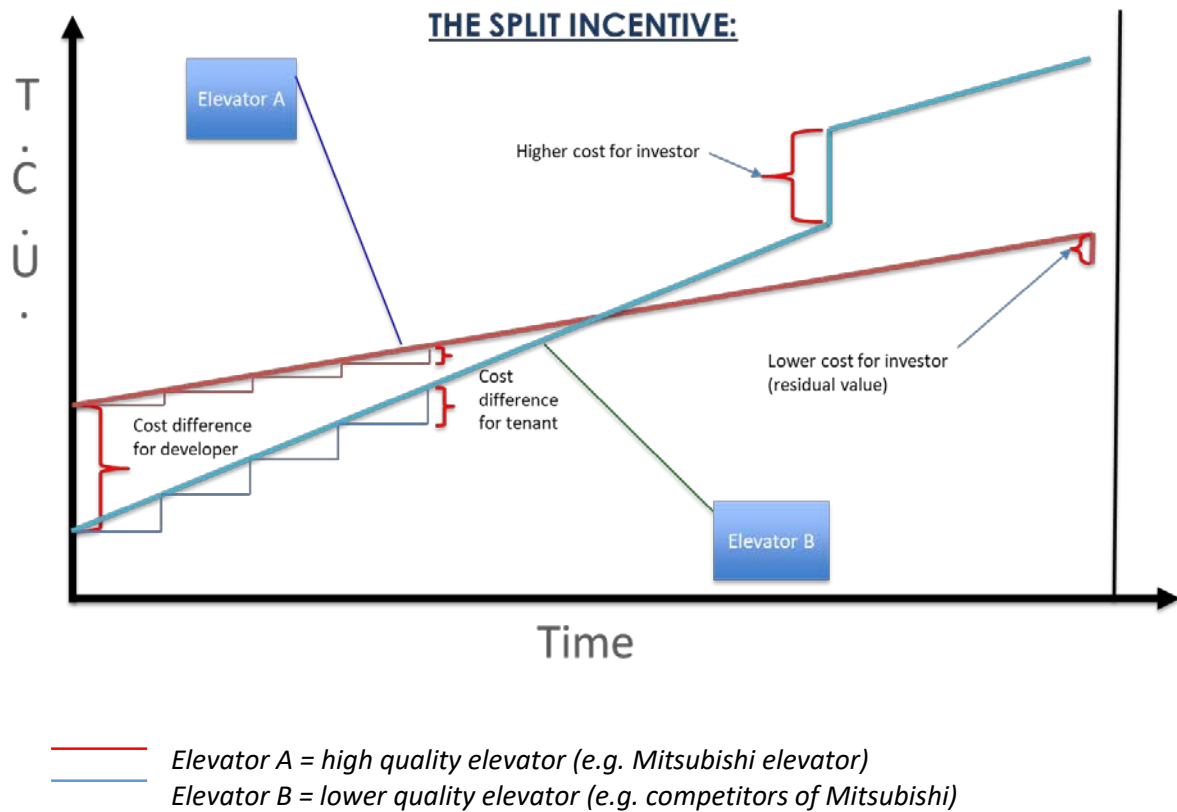 THE SPLIT INCENTIVE:
T.C.U.
Elevator A
Higher cost for investor
Cost difference
for developer
Cost
difference
for tenant
Lower cost for investor
(residual value)
Elevator B
Time
Elevator A = high quality elevator (e.g. Mitsubishi elevator)
Elevator B = lower quality elevator (e.g. competitors of Mitsubishi)